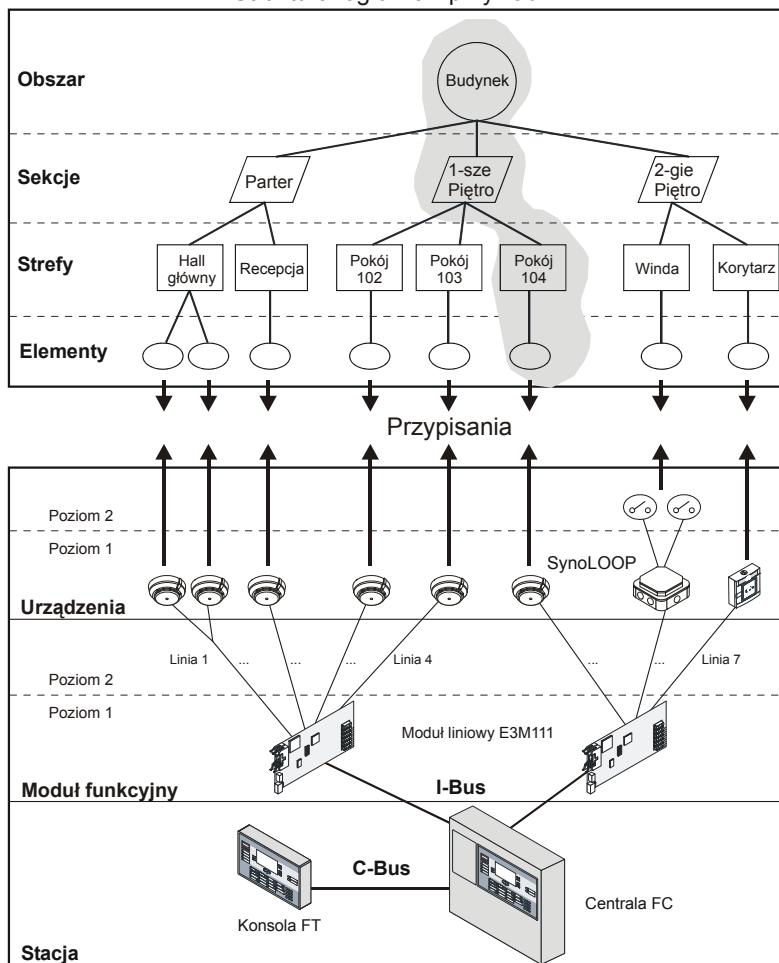 Obszar
Budynek
Sekcje
Parter
1-sze
Piętro
2-gie
Piętro
Strefy
Hall
główny
Recepcja
Pokój
102
Pokój
103
Pokój
104
Winda
Korytarz
Elementy
Przypisania
Poziom 2
Poziom 1
SynoLOOP
Urządzenia
Linia 1
...
...
...
Linia 4
...
...
Linia 7
Poziom 2
Poziom 1
Moduł liniowy E3M111
Moduł funkcyjny
I-Bus
C-Bus
Konsola FT
Centrala FC
Stacja